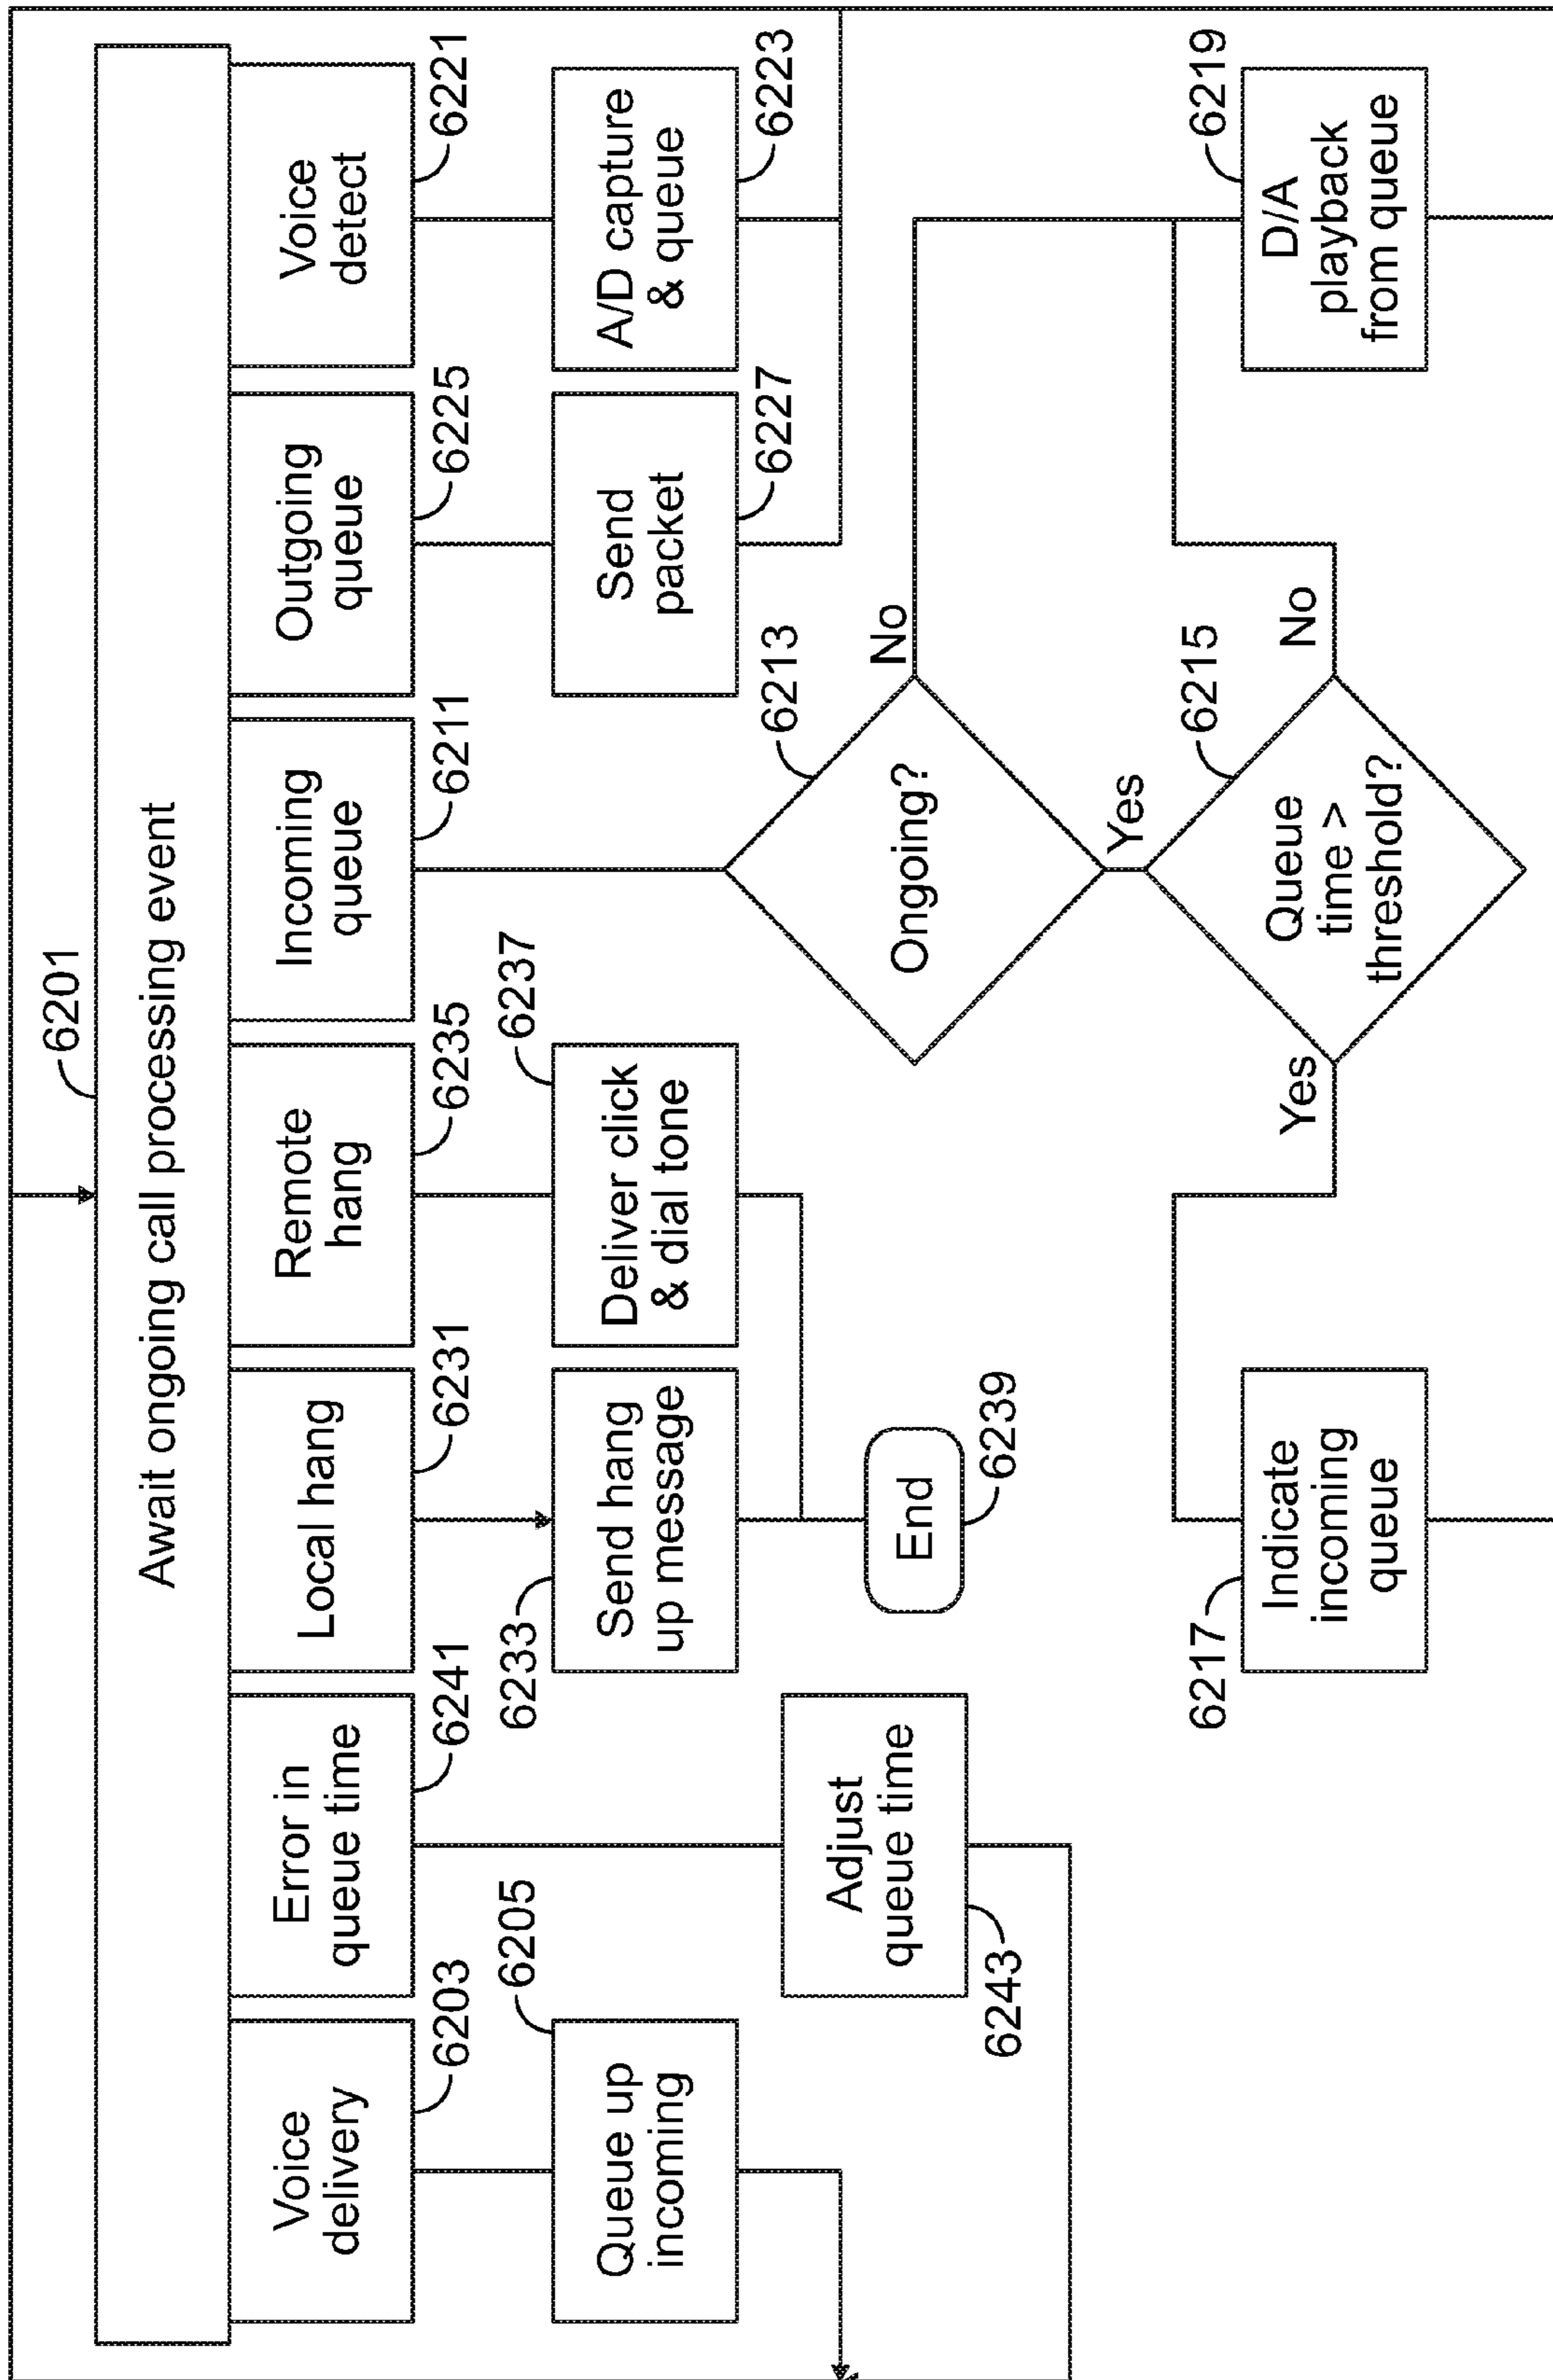 6201
Await ongoing call processing event
Voice
delivery
6203
Error in
queue time
6241
Local hang
6231
Remote
hang
6235
Incoming
queue
6211
Outgoing
queue
6225
Voice
detect
6221
Queue up
incoming
6205
6233
Send hang
up message
Deliver click
& dial tone
6237
Send
packet
6227
A/D capture
& queue
6223
Adjust
queue time
6243
End
6239
Ongoing?
6213
No
Yes
Queue
time >
threshold?
6215
Yes
No
6217
Indicate
incoming
queue
D/A
playback
from queue
6219